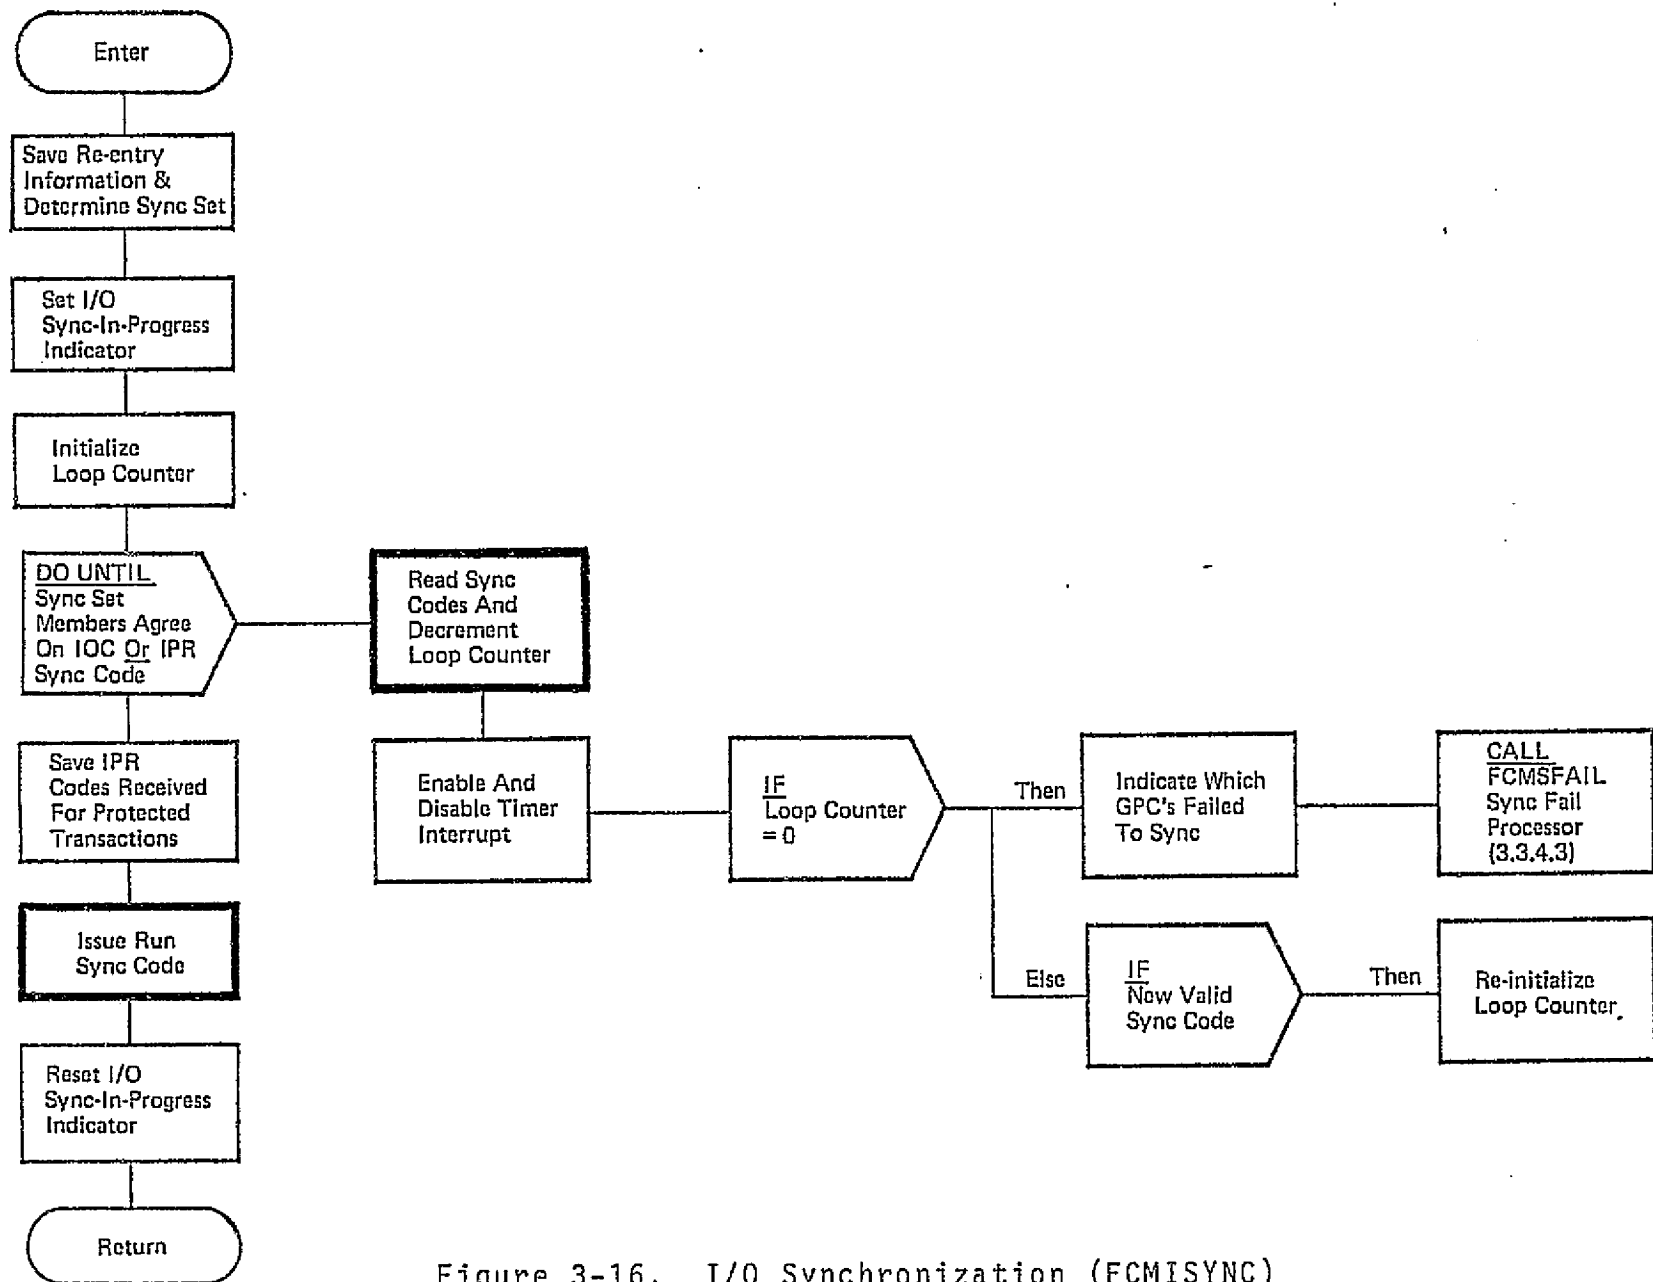 Enter
Save Re-entry
Information &
Determine Sync Set
Set I/O
Sync-In-Progress
Indicator
Initialize
Loop Counter
DO UNTIL
Sync Set
Members Agree
On IOC Or IPR
Sync Code
Read Sync
Codes And
Decrement
Loop Counter
Enable And
Disable Timer
Interrupt
IF
Loop Counter
= 0
Then
Indicate Which
GPC's Failed
To Sync
CALL
FCMSFAIL
Sync Fail
Processor
(3.3.4.3)
Else
IF
New Valid
Sync Code
Then
Re-initialize
Loop Counter
Save IPR
Codes Received
For Protected
Transactions
Issue Run
Sync Code
Reset I/O
Sync-In-Progress
Indicator
Return
Figure 3-16. I/O Synchronization (FCMISYNC)